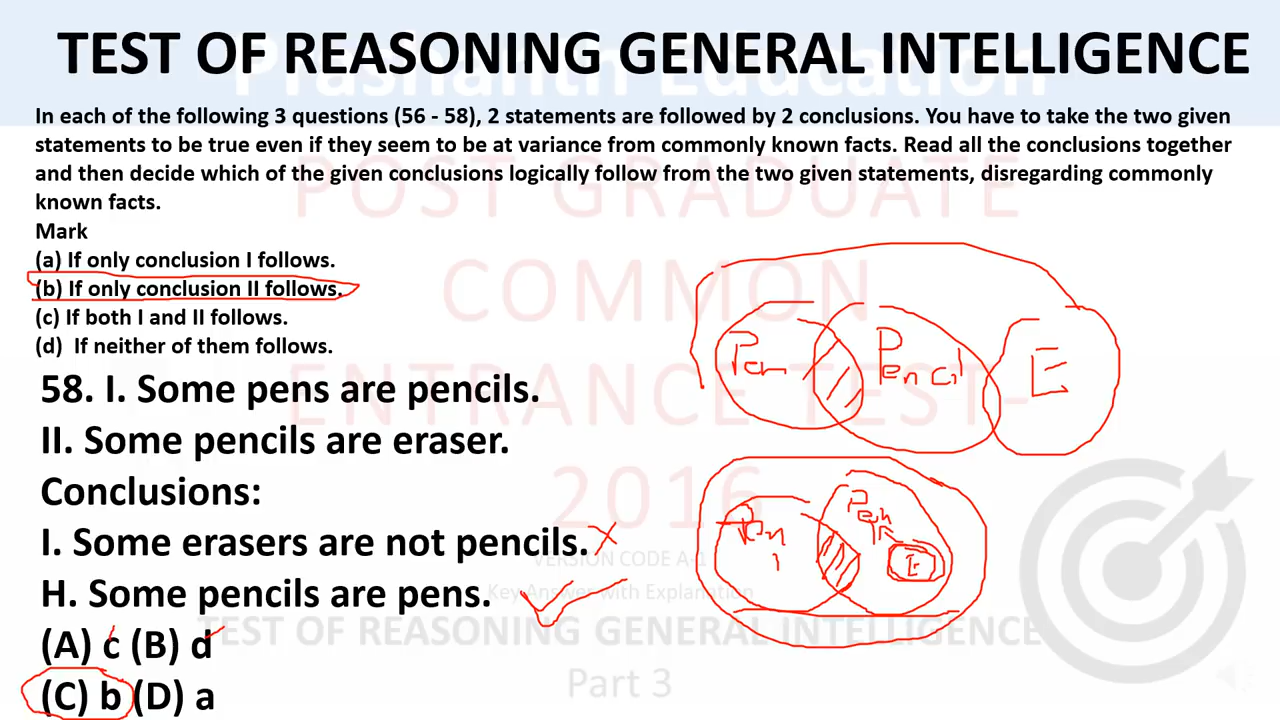 TEST OF REASONING GENERAL INTELLIGENCE
Prashanth Education
In each of the following 3 questions (56 - 58), 2 statements are followed by 2 conclusions. You have to take the two given
statements to be true even if they seem to be at variance from commonly known facts. Read all the conclusions together
and then decide which of the given conclusions logically follow from the two given statements, disregarding commonly
known facts.
POST GRADUATE
Mark
(a) If only conclusion I follows.
(b) If only conclusion II follows.
COMMON
(c) If both I and II follows.
(d) If neither of them follows.
Pen
Pencil
E
58. I. Some pens are pencils.
ENTRANCE TEST-
II. Some pencils are eraser.
Conclusions:
2016
Pen
E
I. Some erasers are not pencils.
VERSION CODE A-1
H. Some pencils are pens.
Key Answer with Explanation
(A) c (B) d
TEST OF REASONING GENERAL INTELLIGENCE
(C) b (D) a
Part 3